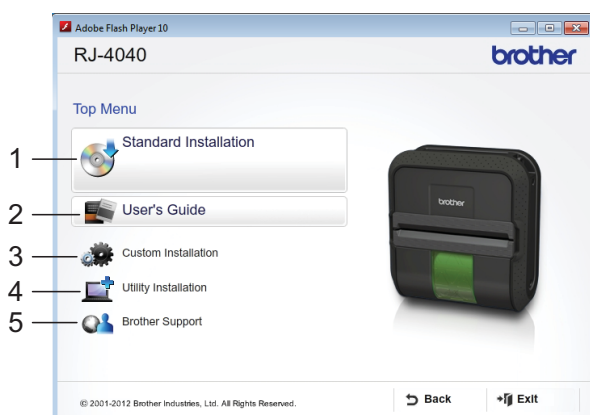 Adobe Flash Player 10
RJ-4040
brother
Top Menu
1
Standard Installation
2
User's Guide
3
Custom Installation
4
Utility Installation
5
Brother Support
brother
© 2001-2012 Brother Industries, Ltd. All Rights Reserved.
Back
Exit